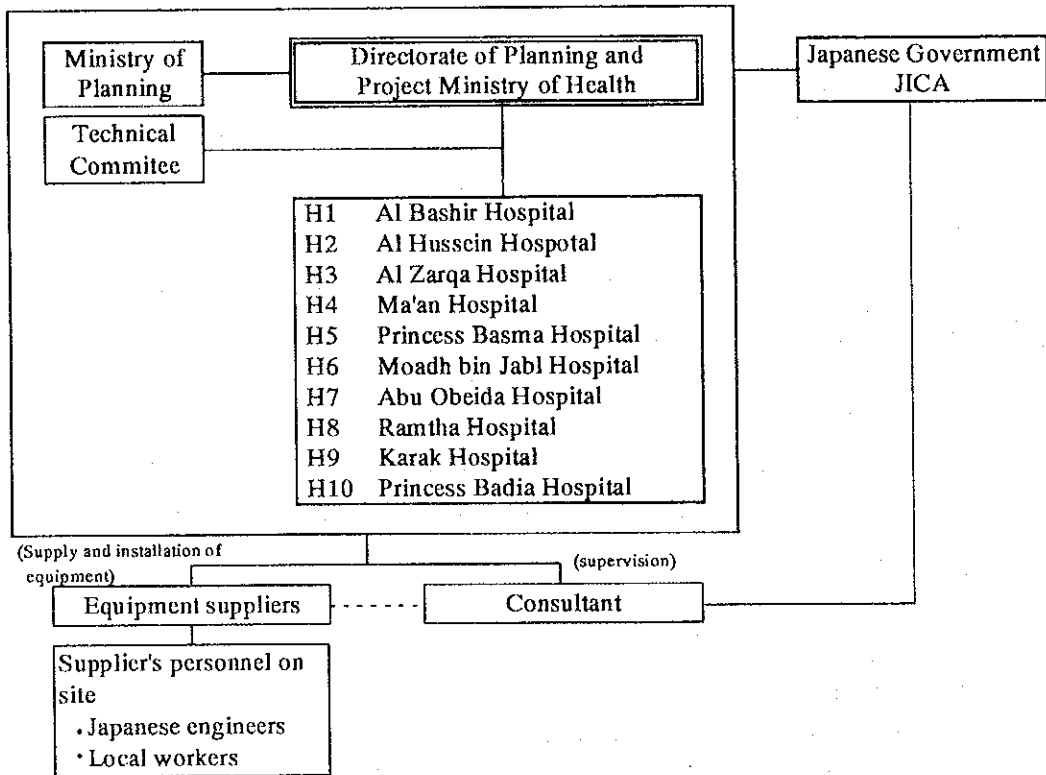 Ministry of
Planning
Directorate of Planning and
Project Ministry of Health
Japanese Government
JICA
Technical
Commitee
H1 Al Bashir Hospital
H2 Al Hussein Hospotal
H3 Al Zarqa Hospital
H4 Ma'an Hospital
H5 Princess Basma Hospital
H6 Moadh bin Jabl Hospital
H7 Abu Obeida Hospital
H8 Ramtha Hospital
H9 Karak Hospital
H10 Princess Badia Hospital
(Supply and installation of
equipment)
(supervision)
Equipment suppliers
Consultant
Supplier's personnel on
site
・Japanese engineers
・Local workers